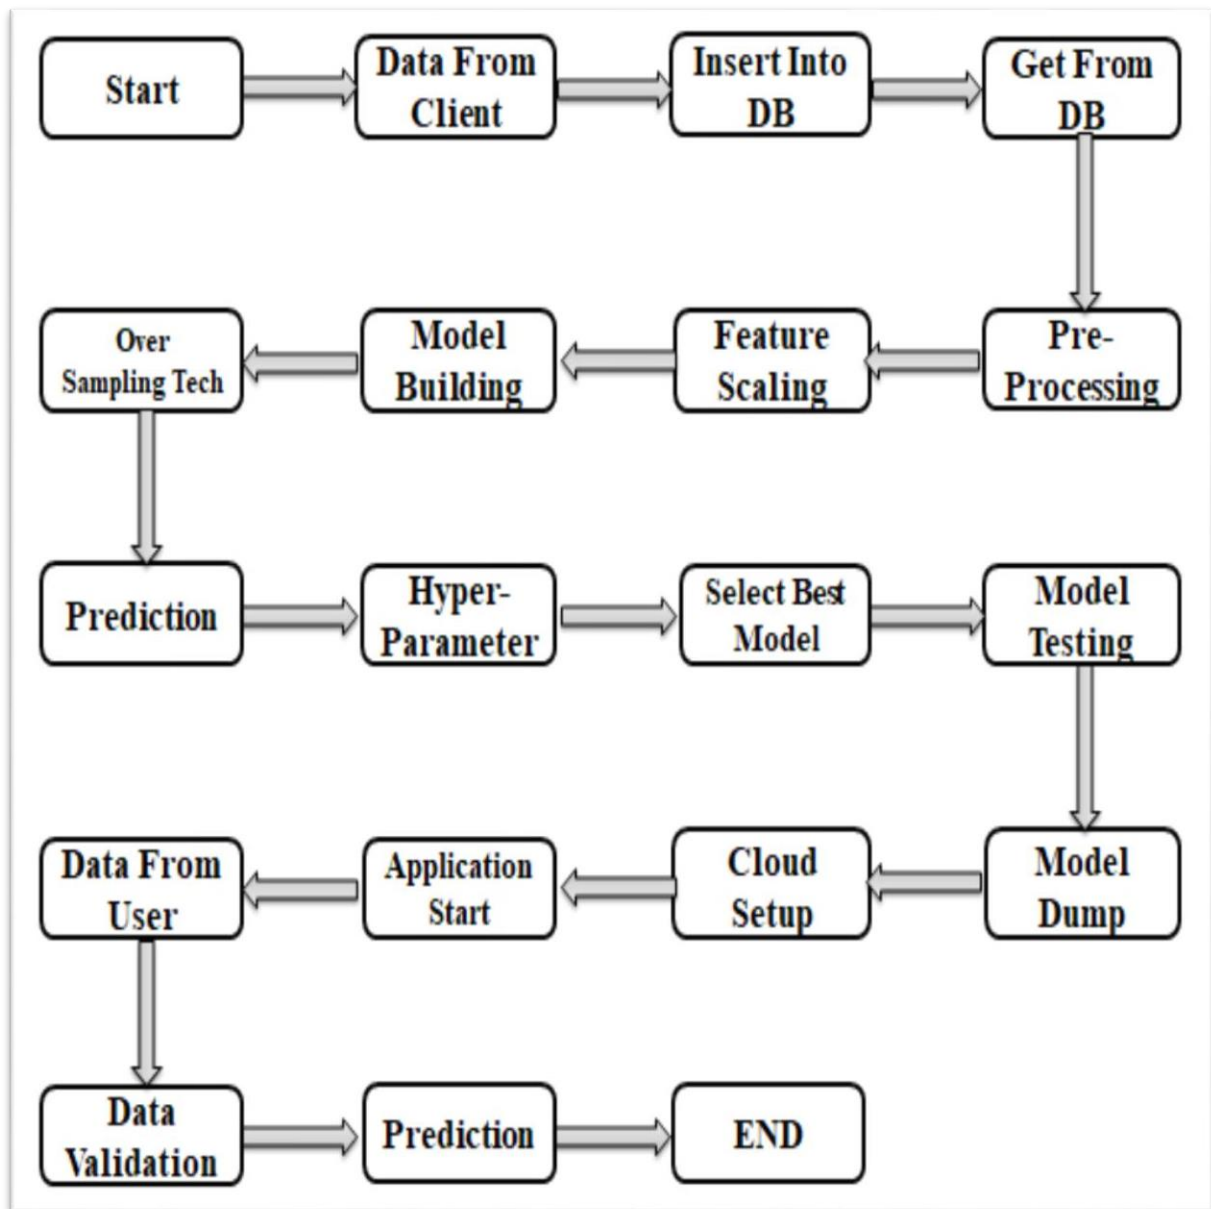 Start
Data From
Client
Insert Into
DB
Get From
DB
Pre-
Processing
Feature
Scaling
Model
Building
Over
Sampling Tech
Prediction
Hyper-
Parameter
Select Best
Model
Model
Testing
Model
Dump
Cloud
Setup
Application
Start
Data From
User
Data
Validation
Prediction
END